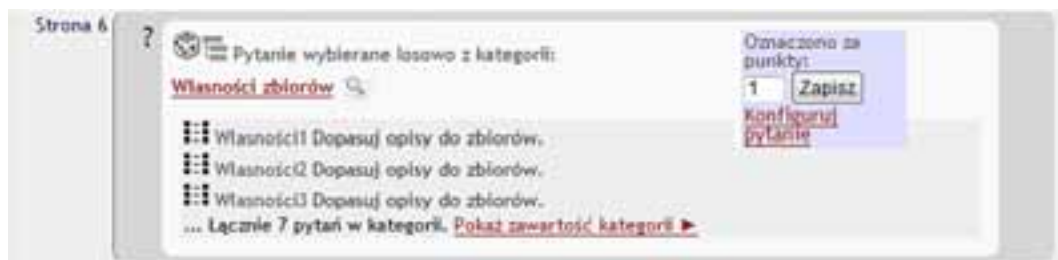 Strona 6
?
Pytanie wybierane losowo z kategorii:
Własności zbiorów
Własności1 Dopasuj opisy do zbiorów.
Własności2 Dopasuj opisy do zbiorów.
Własności3 Dopasuj opisy do zbiorów.
... Łącznie 7 pytań w kategorii. Pokaż zawartość kategorii ►
Oznaczono za
punkty:
1 Zapisz
Konfiguruj
pytanie